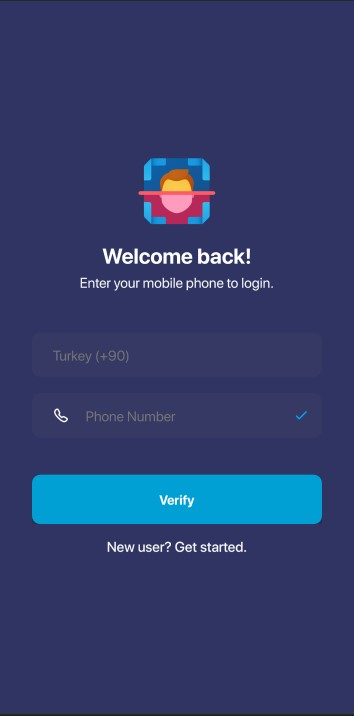 Welcome back!
Enter your mobile phone to login.
Turkey (+90)
Phone Number
Verify
New user? Get started.